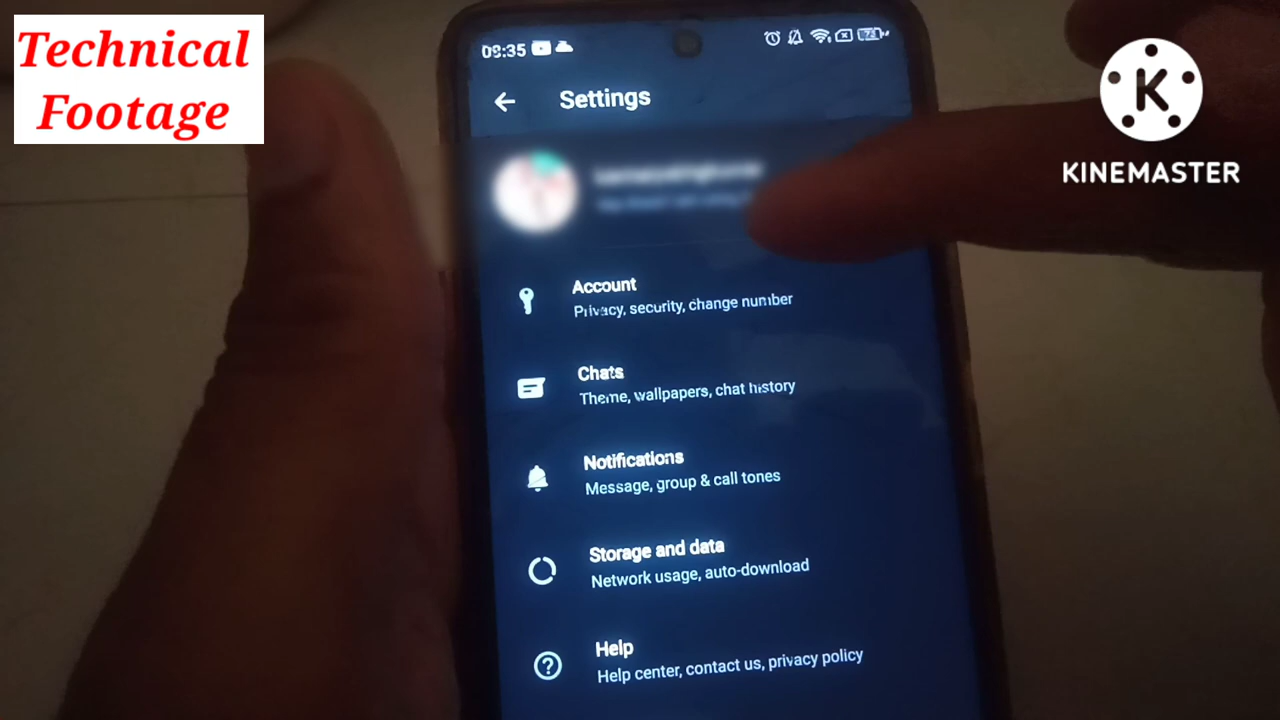 Technical
Footage
09:35
72
K
KINEMASTER
Settings
Account
Privacy, security, change number
Chats
Theme, wallpapers, chat history
Notifications
Message, group & call tones
Storage and data
Network usage, auto-download
Help
Help center, contact us, privacy policy